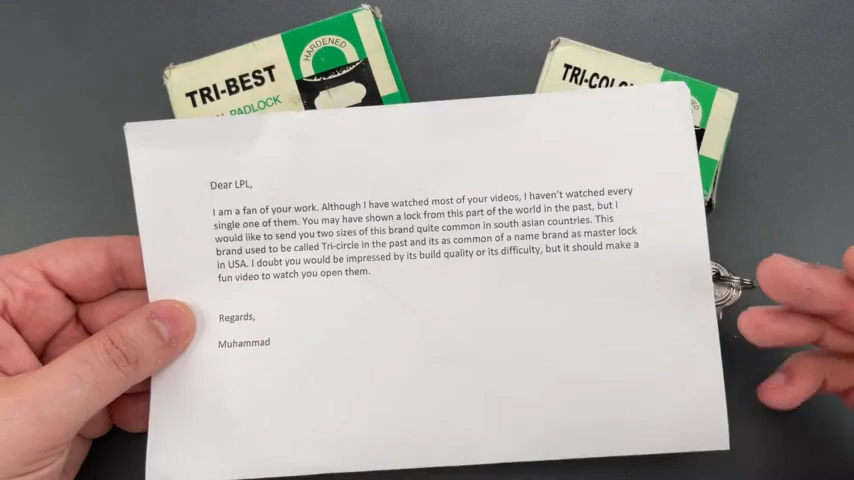 HARDENED
TRI-BEST
PADLOCK
Dear LPL,
I am a fan of your work. Although I have watched most of your videos, I haven't watched every
single one of them. You may have shown a lock from this part of the world in the past, but I
would like to send you two sizes of this brand quite common in south asian countries. This
brand used to be called Tri-circle in the past and its as common of a name brand as master lock
in USA. I doubt you would be impressed by its build quality or its difficulty, but it should make a
fun video to watch you open them.
Regards,
Muhammad